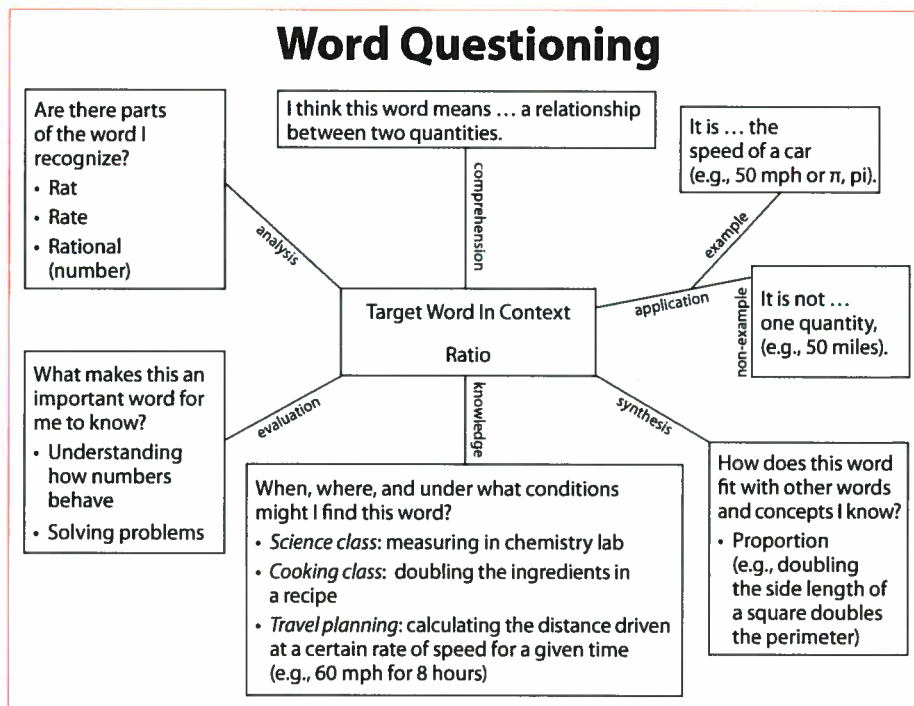 Word Questioning
Are there parts
of the word I
recognize?
• Rat
• Rate
• Rational
(number)
analysis
I think this word means ... a relationship
between two quantities.
comprehension
It is ... the
speed of a car
(e.g., 50 mph or π, pi).
example
application
non-example
It is not ...
one quantity,
(e.g., 50 miles).
Target Word In Context
Ratio
What makes this an
important word for
me to know?
• Understanding
how numbers
behave
• Solving problems
evaluation
knowledge
When, where, and under what conditions
might I find this word?
• Science class: measuring in chemistry lab
• Cooking class: doubling the ingredients in
a recipe
• Travel planning: calculating the distance driven
at a certain rate of speed for a given time
(e.g., 60 mph for 8 hours)
synthesis
How does this word
fit with other words
and concepts I know?
• Proportion
(e.g., doubling
the side length of
a square doubles
the perimeter)